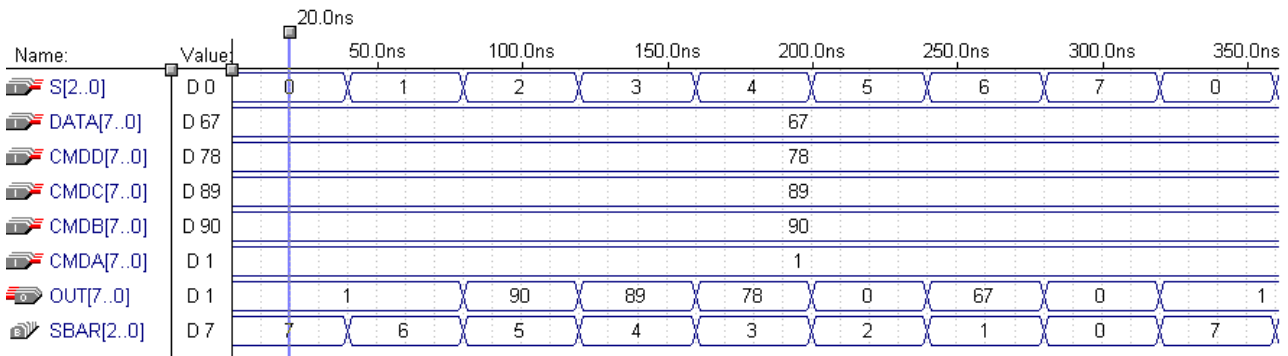 20.0ns
Name: Value: 50.0ns 100.0ns 150.0ns 200.0ns 250.0ns 300.0ns 350.0ns
S[2..0] D 0 0 1 2 3 4 5 6 7 0
DATA[7..0] D 67 67
CMDD[7..0] D 78 78
CMDC[7..0] D 89 89
CMDB[7..0] D 90 90
CMDA[7..0] D 1 1
OUT[7..0] D 1 1 90 89 78 0 67 0 1
SBAR[2..0] D 7 7 6 5 4 3 2 1 0 7